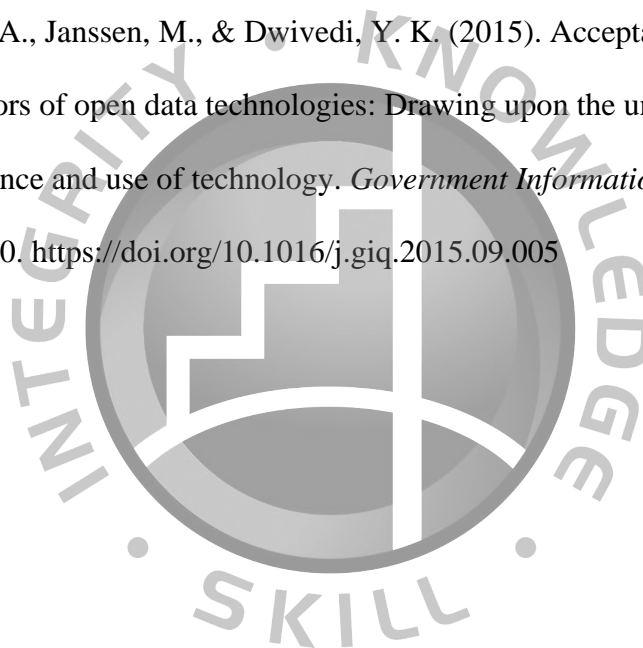 A., Janssen, M., & Dwivedi, Y. K. (2015). Accepta
ors of open data technologies: Drawing upon the u
nce and use of technology. Government Informatio
0. https://doi.org/10.1016/j.giq.2015.09.005
INTEGRITY • KNOWLEDGE • SKILL •